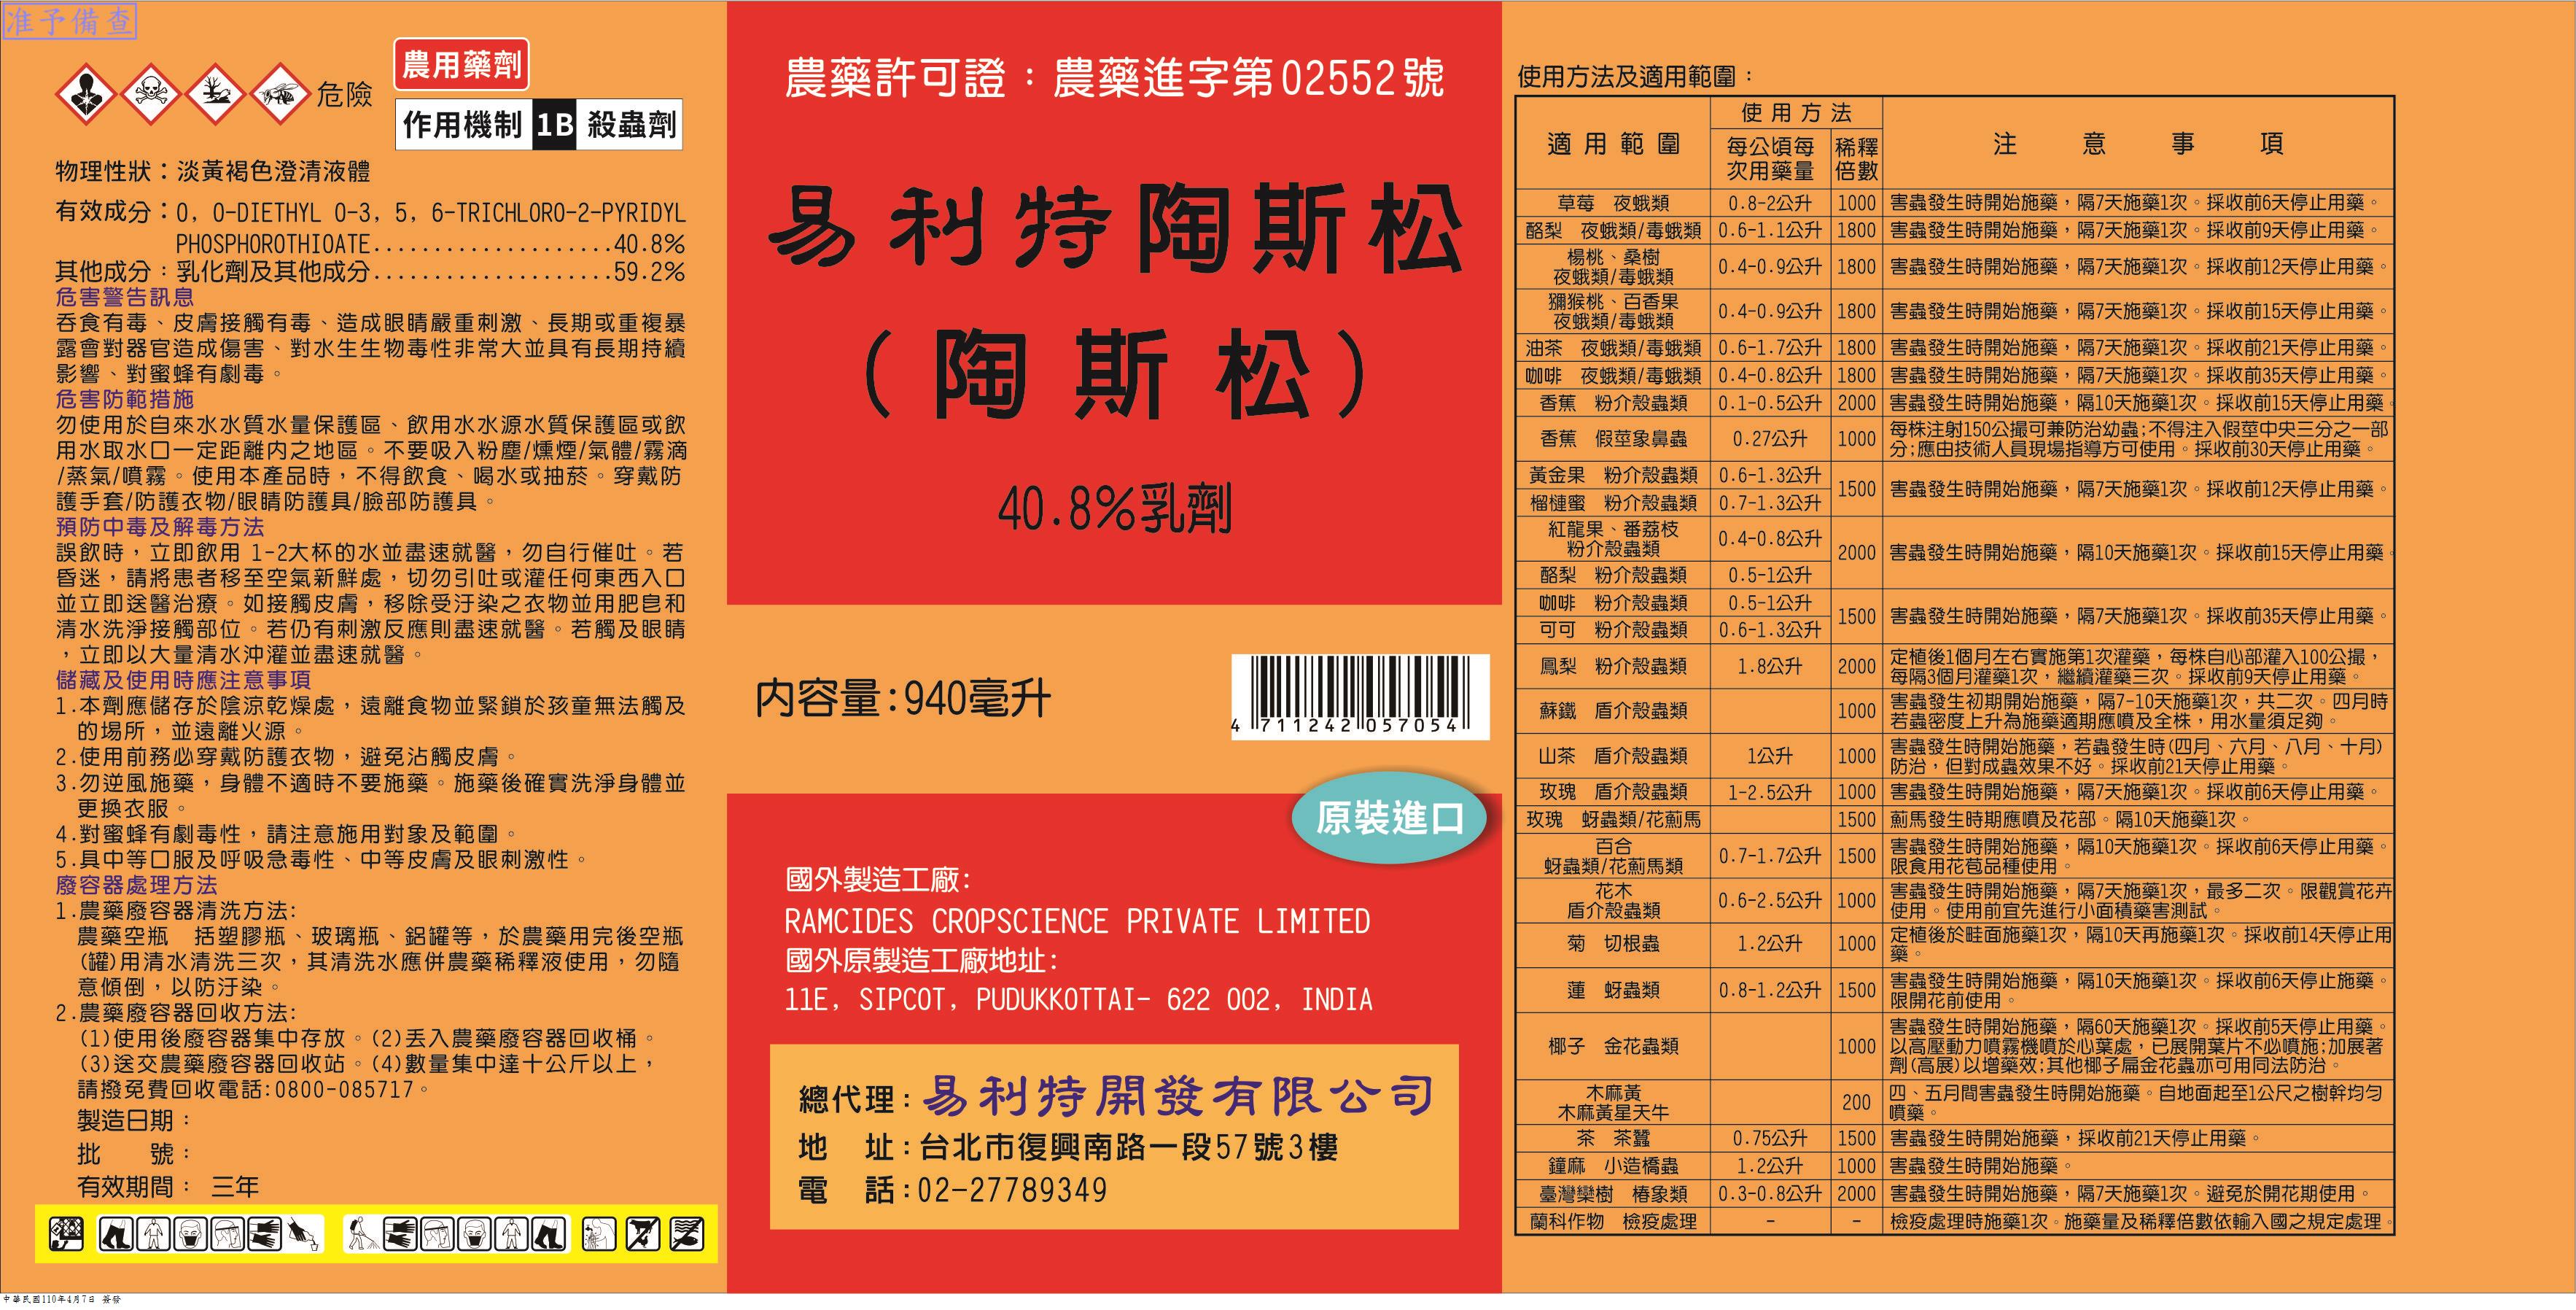 准予備查
危險
農用藥劑
作用機制 1B 殺蟲劑
物理性狀：淡黃褐色澄清液體
有效成分：O, O-DIETHYL O-3, 5, 6-TRICHLORO-2-PYRIDYL
PHOSPHOROTHIOATE....................40.8%
其他成分：乳化劑及其他成分....................59.2%
危害警告訊息
吞食有毒、皮膚接觸有毒、造成眼睛嚴重刺激、長期或重複暴
露會對器官造成傷害、對水生生物毒性非常大並具有長期持續
影響、對蜜蜂有劇毒。
危害防範措施
勿使用於自來水水質水量保護區、飲用水水源水質保護區或飲
用水取水口一定距離內之地區。不要吸入粉塵/燻煙/氣體/霧滴
/蒸氣/噴霧。使用本產品時，不得飲食、喝水或抽菸。穿戴防
護手套/防護衣物/眼睛防護具/臉部防護具。
預防中毒及解毒方法
誤飲時，立即飲用 1-2大杯的水並盡速就醫，勿自行催吐。若
昏迷，請將患者移至空氣新鮮處，切勿引吐或灌任何東西入口
並立即送醫治療。如接觸皮膚，移除受汙染之衣物並用肥皂和
清水洗淨接觸部位。若仍有刺激反應則盡速就醫。若觸及眼睛
，立即以大量清水沖灌並盡速就醫。
儲藏及使用時應注意事項
1.本劑應儲存於陰涼乾燥處，遠離食物並緊鎖於孩童無法觸及
的場所，並遠離火源。
2.使用前務必穿戴防護衣物，避免沾觸皮膚。
3.勿逆風施藥，身體不適時不要施藥。施藥後確實洗淨身體並
更換衣服。
4.對蜜蜂有劇毒性，請注意施用對象及範圍。
5.具中等口服及呼吸急毒性、中等皮膚及眼刺激性。
廢容器處理方法
1.農藥廢容器清洗方法:
農藥空瓶 括塑膠瓶、玻璃瓶、鋁罐等，於農藥用完後空瓶
(罐)用清水清洗三次，其清洗水應併農藥稀釋液使用，勿隨
意傾倒，以防汙染。
2.農藥廢容器回收方法:
(1)使用後廢容器集中存放。(2)丟入農藥廢容器回收桶。
(3)送交農藥廢容器回收站。(4)數量集中達十公斤以上，
請撥免費回收電話:0800-085717。
製造日期：
批 號：
有效期間： 三年
中華民國110年4月7日 簽發
農藥許可證：農藥進字第02552號
易利特陶斯松
（陶斯松）
40.8%乳劑
內容量:940毫升
4 711242 057054
原裝進口
國外製造工廠:
RAMCIDES CROPSCIENCE PRIVATE LIMITED
國外原製造工廠地址:
11E, SIPCOT, PUDUKKOTTAI- 622 002, INDIA
總代理:易利特開發有限公司
地 址:台北市復興南路一段57號3樓
電 話:02-27789349
使用方法及適用範圍：
適用範圍 使用方法 注意事項
每公頃每次用藥量 稀釋倍數
草莓 夜蛾類 0.8-2公升 1000 害蟲發生時開始施藥，隔7天施藥1次。採收前6天停止用藥。
酪梨 夜蛾類/毒蛾類 0.6-1.1公升 1800 害蟲發生時開始施藥，隔7天施藥1次。採收前9天停止用藥。
楊桃、桑樹
夜蛾類/毒蛾類 0.4-0.9公升 1800 害蟲發生時開始施藥，隔7天施藥1次。採收前12天停止用藥。
獼猴桃、百香果
夜蛾類/毒蛾類 0.4-0.9公升 1800 害蟲發生時開始施藥，隔7天施藥1次。採收前15天停止用藥。
油茶 夜蛾類/毒蛾類 0.6-1.7公升 1800 害蟲發生時開始施藥，隔7天施藥1次。採收前21天停止用藥。
咖啡 夜蛾類/毒蛾類 0.4-0.8公升 1800 害蟲發生時開始施藥，隔7天施藥1次。採收前35天停止用藥。
香蕉 粉介殼蟲類 0.1-0.5公升 2000 害蟲發生時開始施藥，隔10天施藥1次。採收前15天停止用藥。
香蕉 假莖象鼻蟲 0.27公升 1000 每株注射150公撮可兼防治幼蟲;不得注入假莖中央三分之一部
分;應由技術人員現場指導方可使用。採收前30天停止用藥。
黃金果 粉介殼蟲類 0.6-1.3公升
1500 害蟲發生時開始施藥，隔7天施藥1次。採收前12天停止用藥。
榴槤蜜 粉介殼蟲類 0.7-1.3公升
紅龍果、番荔枝
粉介殼蟲類 0.4-0.8公升
2000 害蟲發生時開始施藥，隔10天施藥1次。採收前15天停止用藥。
酪梨 粉介殼蟲類 0.5-1公升
咖啡 粉介殼蟲類 0.5-1公升
1500 害蟲發生時開始施藥，隔7天施藥1次。採收前35天停止用藥。
可可 粉介殼蟲類 0.6-1.3公升
鳳梨 粉介殼蟲類 1.8公升 2000 定植後1個月左右實施第1次灌藥，每株自心部灌入100公撮，
每隔3個月灌藥1次，繼續灌藥三次。採收前9天停止用藥。
蘇鐵 盾介殼蟲類 1000 害蟲發生初期開始施藥，隔7-10天施藥1次，共二次。四月時
若蟲密度上升為施藥適期應噴及全株，用水量須足夠。
山茶 盾介殼蟲類 1公升 1000 害蟲發生時開始施藥，若蟲發生時(四月、六月、八月、十月)
防治，但對成蟲效果不好。採收前21天停止用藥。
玫瑰 盾介殼蟲類 1-2.5公升 1000 害蟲發生時開始施藥，隔7天施藥1次。採收前6天停止用藥。
玫瑰 蚜蟲類/花薊馬 1500 薊馬發生時期應噴及花部。隔10天施藥1次。
百合
蚜蟲類/花薊馬類 0.7-1.7公升 1500 害蟲發生時開始施藥，隔10天施藥1次。採收前6天停止用藥。
限食用花苞品種使用。
花木
盾介殼蟲類 0.6-2.5公升 1000 害蟲發生時開始施藥，隔7天施藥1次，最多二次。限觀賞花卉
使用。使用前宜先進行小面積藥害測試。
菊 切根蟲 1.2公升 1000 定植後於畦面施藥1次，隔10天再施藥1次。採收前14天停止用
藥。
蓮 蚜蟲類 0.8-1.2公升 1500 害蟲發生時開始施藥，隔10天施藥1次。採收前6天停止施藥。
限開花前使用。
椰子 金花蟲類 1000 害蟲發生時開始施藥，隔60天施藥1次。採收前5天停止用藥。
以高壓動力噴霧機噴於心葉處，已展開葉片不必噴施;加展著
劑(高展)以增藥效;其他椰子扁金花蟲亦可用同法防治。
木麻黃
木麻黃星天牛 200 四、五月間害蟲發生時開始施藥。自地面起至1公尺之樹幹均勻
噴藥。
茶 茶蠶 0.75公升 1500 害蟲發生時開始施藥，採收前21天停止用藥。
鐘麻 小造橋蟲 1.2公升 1000 害蟲發生時開始施藥。
臺灣欒樹 椿象類 0.3-0.8公升 2000 害蟲發生時開始施藥，隔7天施藥1次。避免於開花期使用。
蘭科作物 檢疫處理 - - 檢疫處理時施藥1次。施藥量及稀釋倍數依輸入國之規定處理。